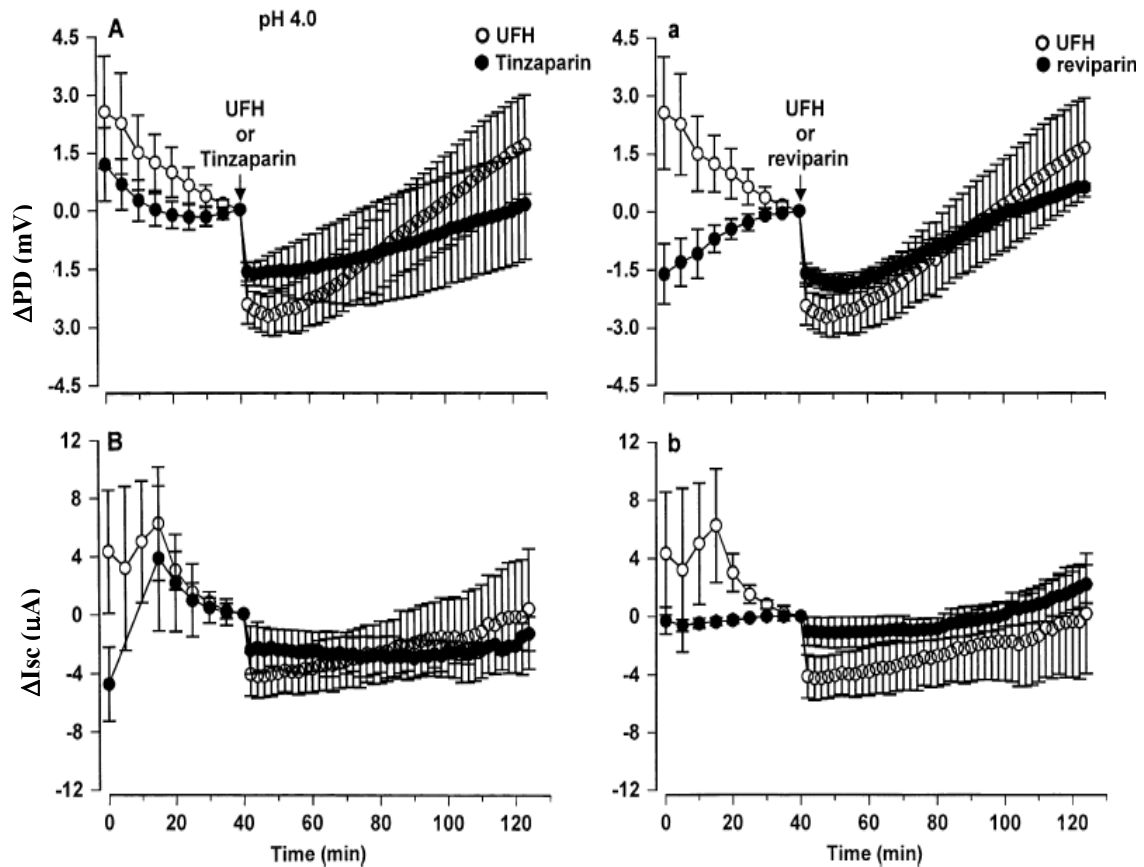 A
pH 4.0
UFH
Tinzaparin
UFH
or
Tinzaparin
4.5
3.0
1.5
0.0
-1.5
-3.0
-4.5
ΔPD (mV)
a
UFH
reviparin
UFH
or
reviparin
4.5
3.0
1.5
0.0
-1.5
-3.0
-4.5
B
12
8
4
0
-4
-8
-12
ΔIsc (µA)
0 20 40 60 80 100 120
Time (min)
b
12
8
4
0
-4
-8
-12
0 20 40 60 80 100 120
Time (min)